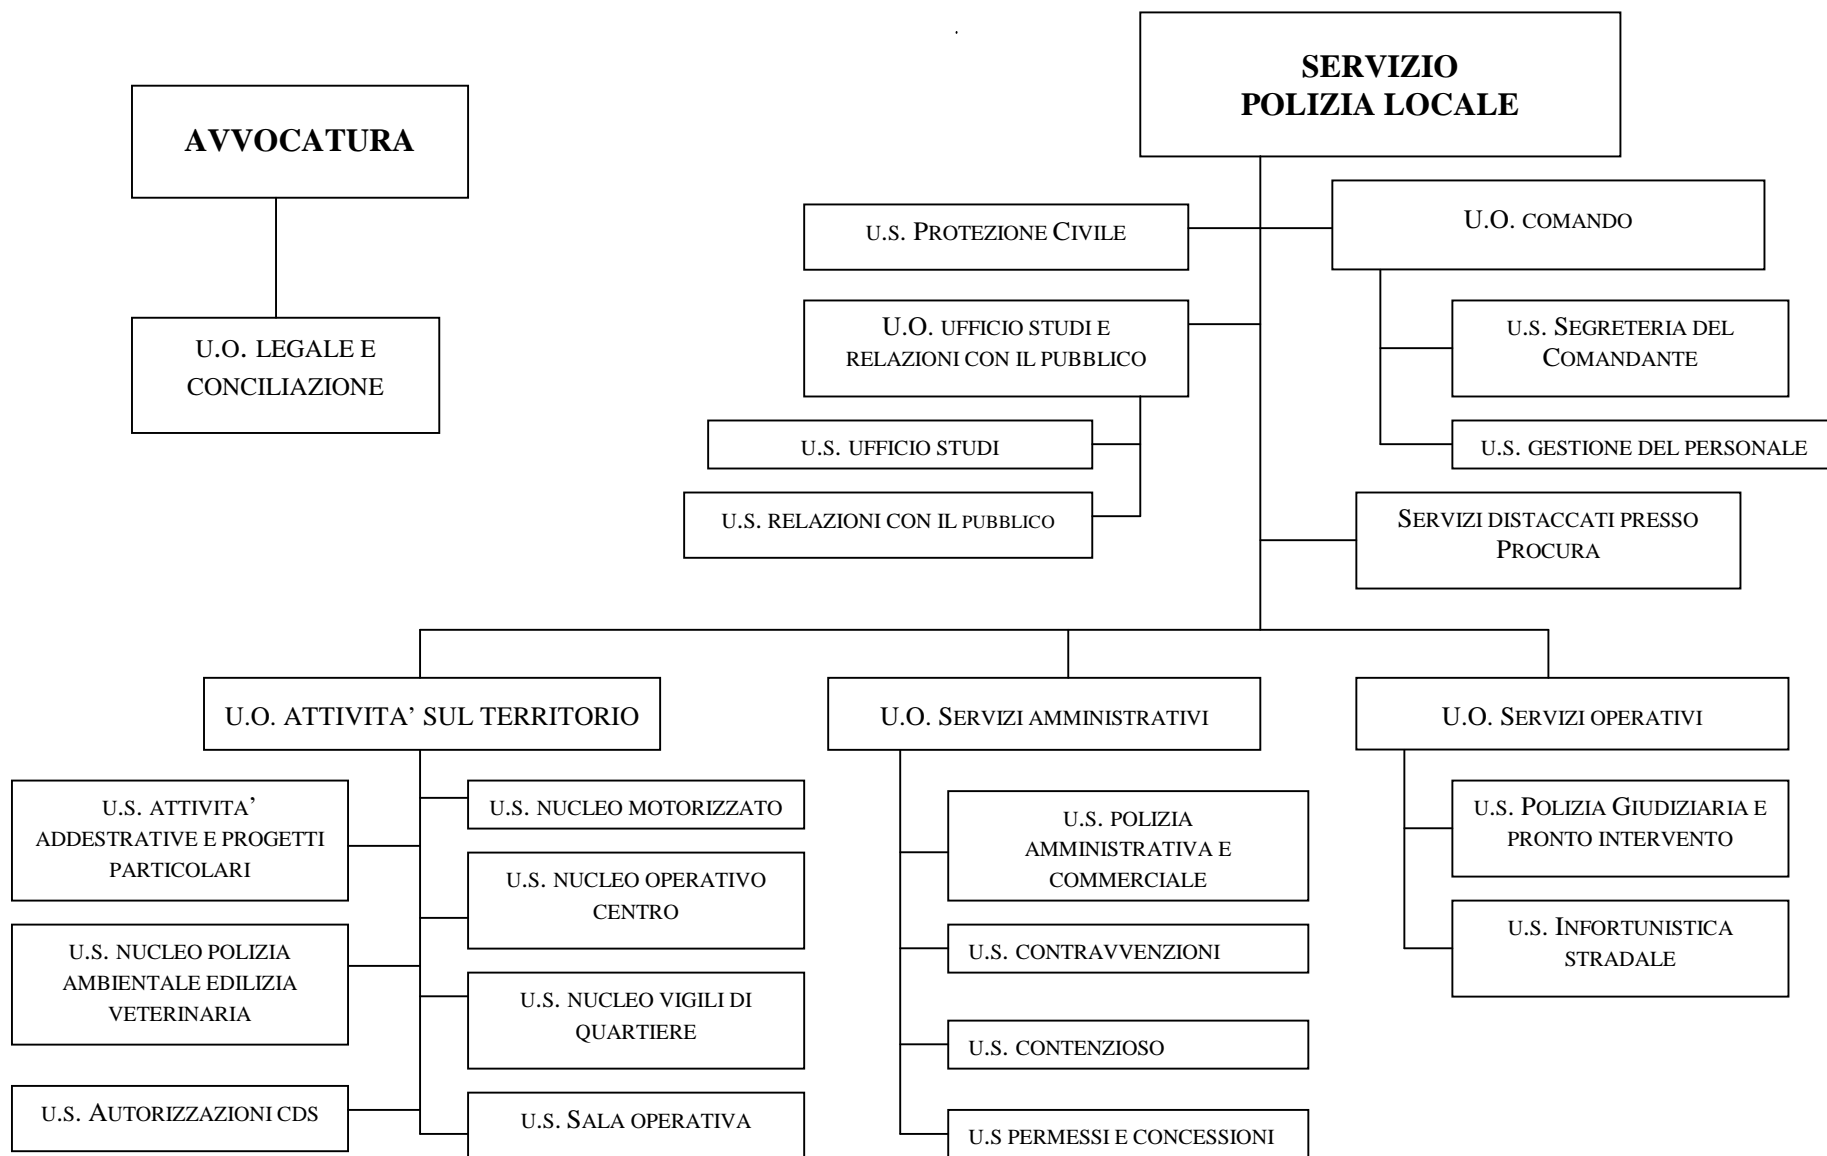 SERVIZIO
POLIZIA LOCALE
AVVOCATURA
U.O. LEGALE E
CONCILIAZIONE
U.S. PROTEZIONE CIVILE
U.O. COMANDO
U.O. UFFICIO STUDI E
RELAZIONI CON IL PUBBLICO
U.S. SEGRETERIA DEL
COMANDANTE
U.S. UFFICIO STUDI
U.S. GESTIONE DEL PERSONALE
U.S. RELAZIONI CON IL PUBBLICO
SERVIZI DISTACCATI PRESSO
PROCURA
U.O. ATTIVITA’ SUL TERRITORIO
U.O. SERVIZI AMMINISTRATIVI
U.O. SERVIZI OPERATIVI
U.S. ATTIVITA’
ADDESTRATIVE E PROGETTI
PARTICOLARI
U.S. NUCLEO POLIZIA
AMBIENTALE EDILIZIA
VETERINARIA
U.S. AUTORIZZAZIONI CDS
U.S. NUCLEO MOTORIZZATO
U.S. NUCLEO OPERATIVO
CENTRO
U.S. NUCLEO VIGILI DI
QUARTIERE
U.S. SALA OPERATIVA
U.S. POLIZIA
AMMINISTRATIVA E
COMMERCIALE
U.S. CONTRAVVENZIONI
U.S. CONTENZIOSO
U.S PERMESSI E CONCESSIONI
U.S. POLIZIA GIUDIZIARIA E
PRONTO INTERVENTO
U.S. INFORTUNISTICA
STRADALE